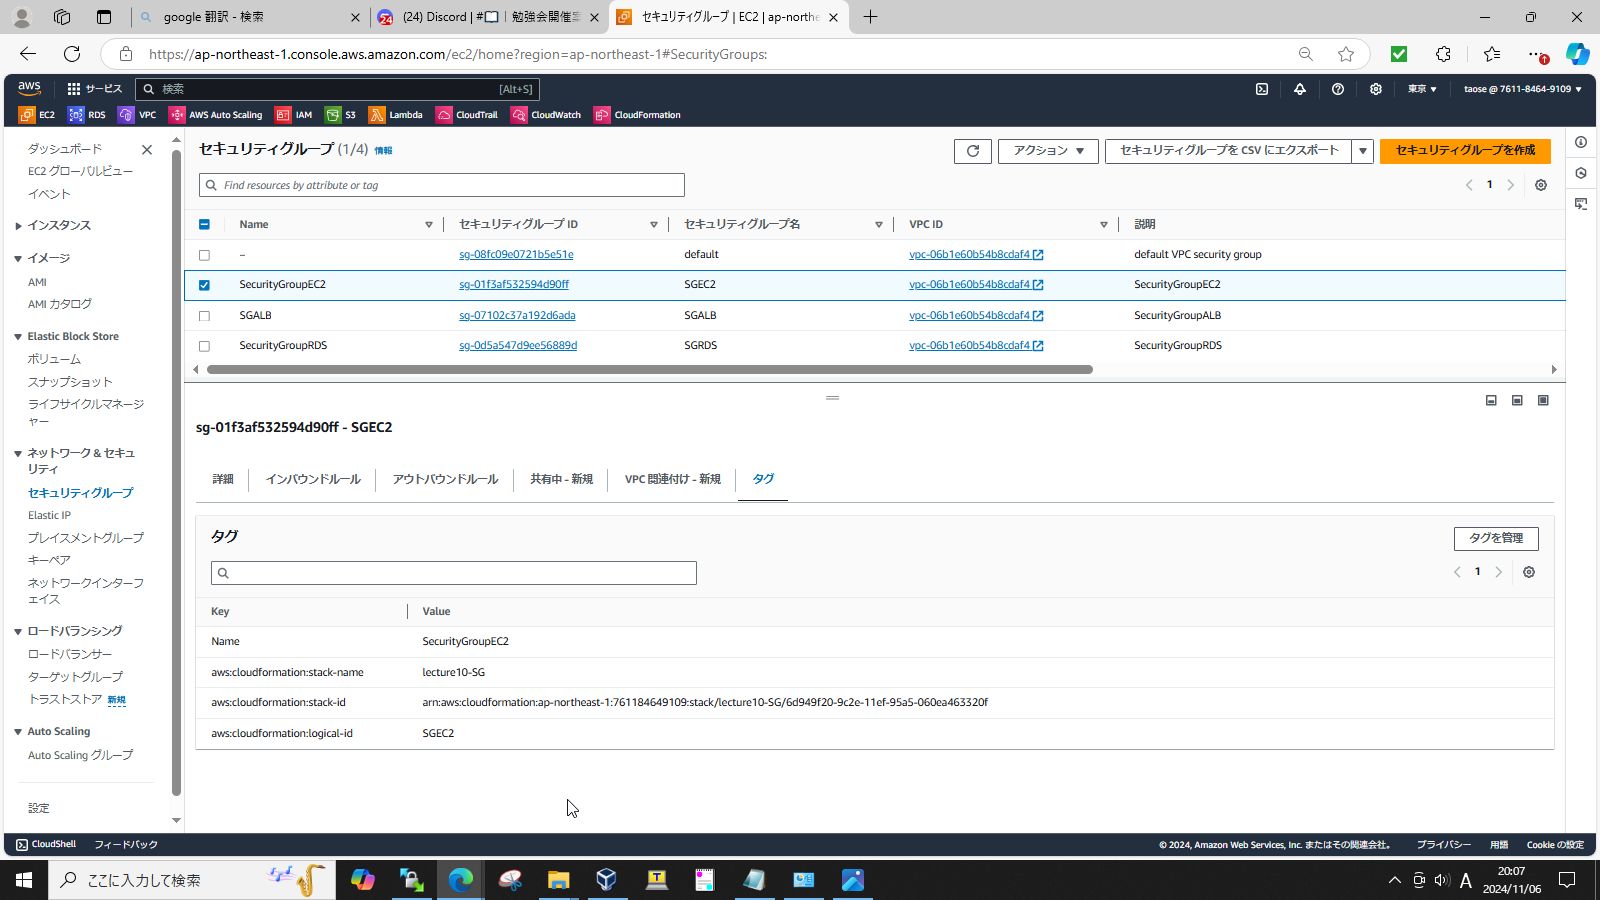 google 翻訳 - 検索
(24) Discord | #📖｜勉強会開催案
セキュリティグループ | EC2 | ap-northe
https://ap-northeast-1.console.aws.amazon.com/ec2/home?region=ap-northeast-1#SecurityGroups:
aws
サービス
検索
[Alt+S]
東京 ▼
taose @ 7611-8464-9109 ▼
EC2
RDS
VPC
AWS Auto Scaling
IAM
S3
Lambda
CloudTrail
CloudWatch
CloudFormation
ダッシュボード
EC2 グローバルビュー
イベント
インスタンス
イメージ
AMI
AMI カタログ
Elastic Block Store
ボリューム
スナップショット
ライフサイクルマネージ
ャー
ネットワーク & セキュ
リティ
セキュリティグループ
Elastic IP
プレイスメントグループ
キーペア
ネットワークインターフ
ェイス
ロードバランシング
ロードバランサー
ターゲットグループ
トラストストア 新規
Auto Scaling
Auto Scaling グループ
設定
セキュリティグループ (1/4) 情報
アクション ▼
セキュリティグループを CSV にエクスポート
セキュリティグループを作成
Find resources by attribute or tag
1
Name セキュリティグループ ID セキュリティグループ名 VPC ID 説明
– sg-08fc09e0721b5e51e default vpc-06b1e60b54b8cdaf4 default VPC security group
SecurityGroupEC2 sg-01f3af532594d90ff SGEC2 vpc-06b1e60b54b8cdaf4 SecurityGroupEC2
SGALB sg-07102c37a192d6ada SGALB vpc-06b1e60b54b8cdaf4 SecurityGroupALB
SecurityGroupRDS sg-0d5a547d9ee56889d SGRDS vpc-06b1e60b54b8cdaf4 SecurityGroupRDS
sg-01f3af532594d90ff - SGEC2
詳細
インバウンドルール
アウトバウンドルール
共有中 - 新規
VPC 関連付け - 新規
タグ
タグ
タグを管理
1
Key Value
Name SecurityGroupEC2
aws:cloudformation:stack-name lecture10-SG
aws:cloudformation:stack-id arn:aws:cloudformation:ap-northeast-1:761184649109:stack/lecture10-SG/6d949f20-9c2e-11ef-95a5-060ea463320f
aws:cloudformation:logical-id SGEC2
CloudShell
フィードバック
© 2024, Amazon Web Services, Inc. またはその関連会社。
プライバシー
用語
Cookie の設定
ここに入力して検索
A
20:07
2024/11/06